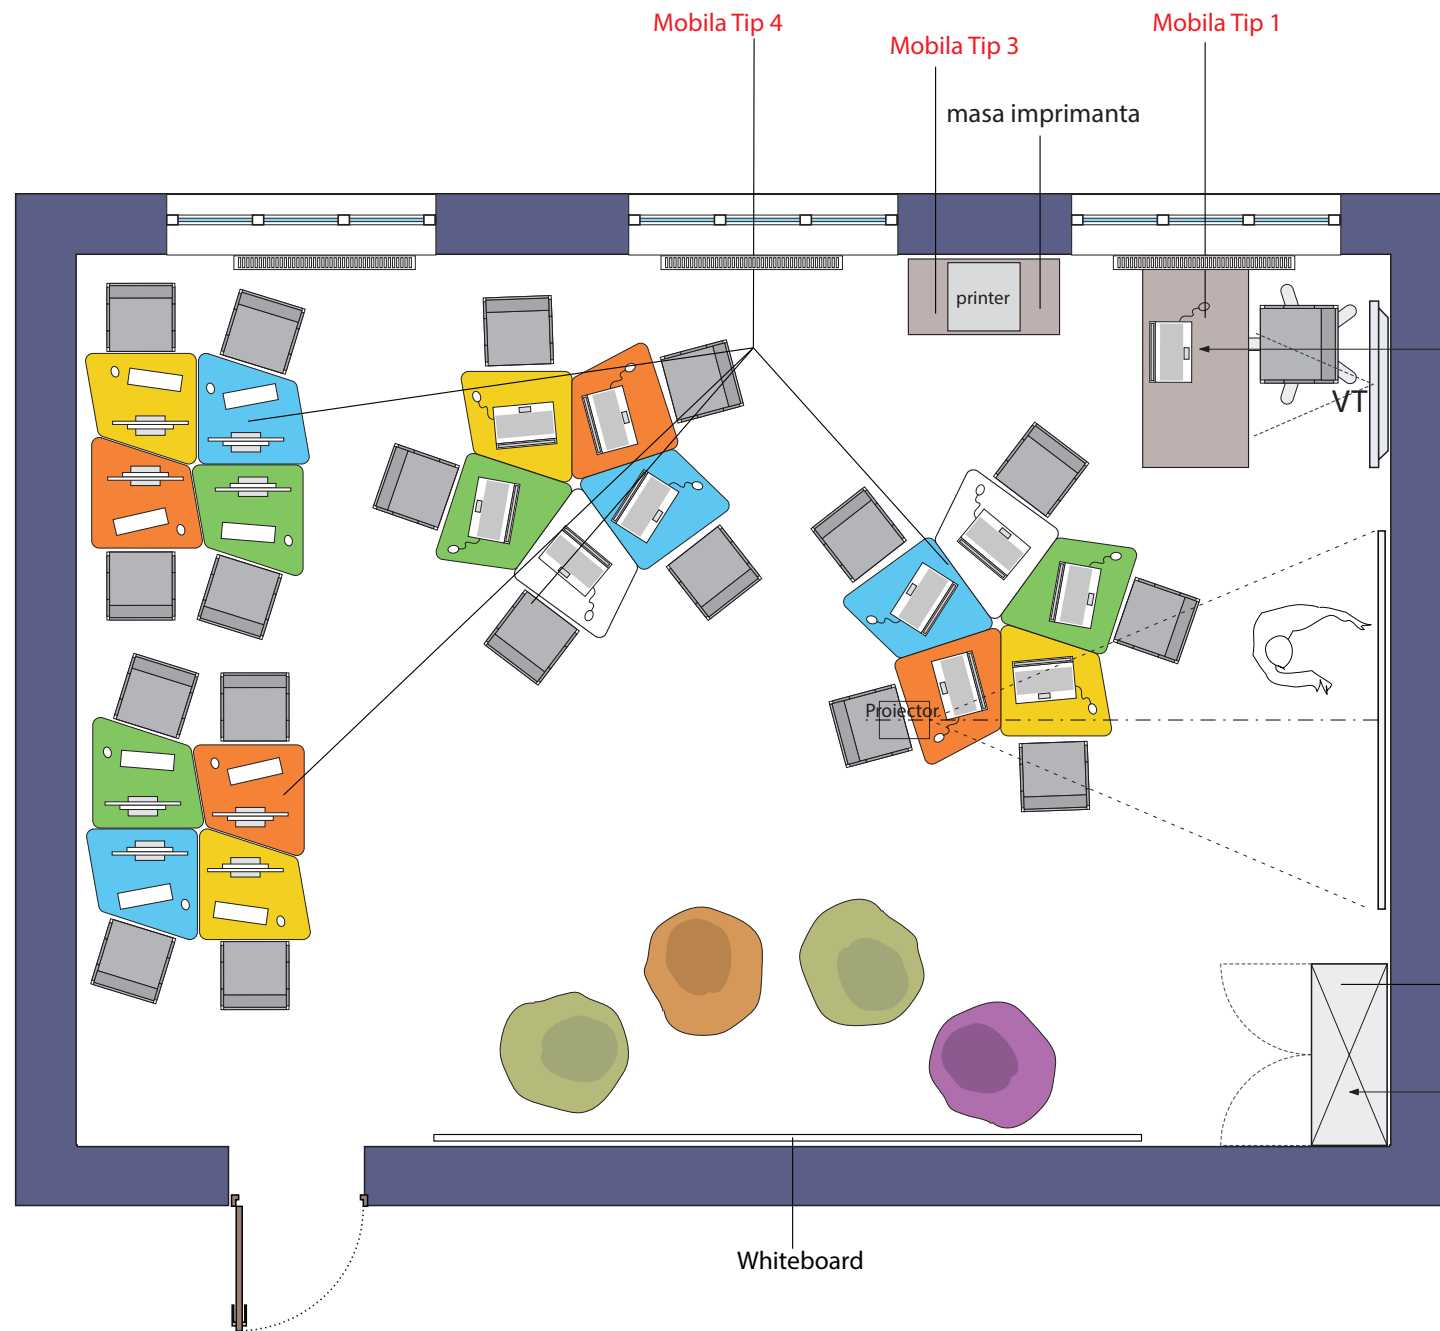 Mobila Tip 4
Mobila Tip 3
Mobila Tip 1
masa imprimanta
printer
VT
Proiector
Whiteboard